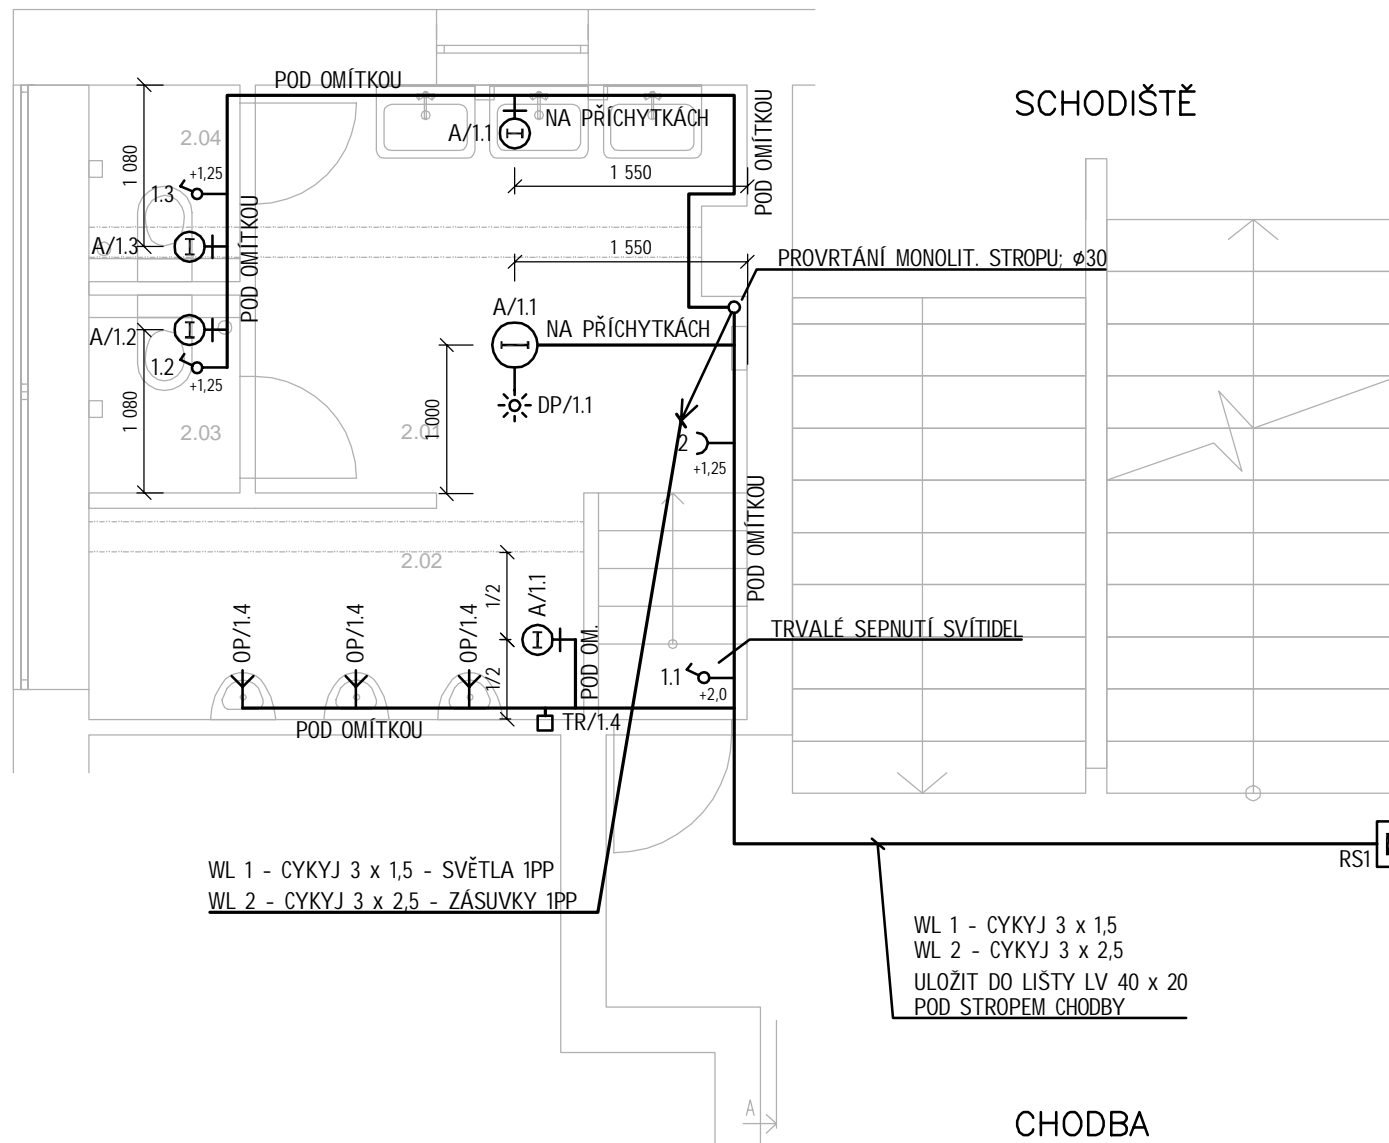 POD OMÍTKOU
SCHODIŠTĚ
2.04
A/1.1
NA PŘÍCHYTKÁCH
POD OMÍTKOU
1 080
+1,25
1.3
1 550
POD OMÍTKOU
A/1.3
1 550
PROVRTÁNÍ MONOLIT. STROPU; ϕ30
A/1.1
NA PŘÍCHYTKÁCH
A/1.2
1.2
+1,25
DP/1.1
1 080
2.03
2.01
1 000
2
+1,25
POD OMÍTKOU
2.02
1/2
A/1.1
OP/1.4
OP/1.4
OP/1.4
TRVALÉ SEPNUTÍ SVÍTIDEL
1/2
POD OM.
1.1
+2,0
POD OMÍTKOU
TR/1.4
RS1
WL 1 - CYKYJ 3 x 1,5 - SVĚTLA 1PP
WL 2 - CYKYJ 3 x 2,5 - ZÁSUVKY 1PP
WL 1 - CYKYJ 3 x 1,5
WL 2 - CYKYJ 3 x 2,5
ULOŽIT DO LIŠTY LV 40 x 20
POD STROPEM CHODBY
A
CHODBA